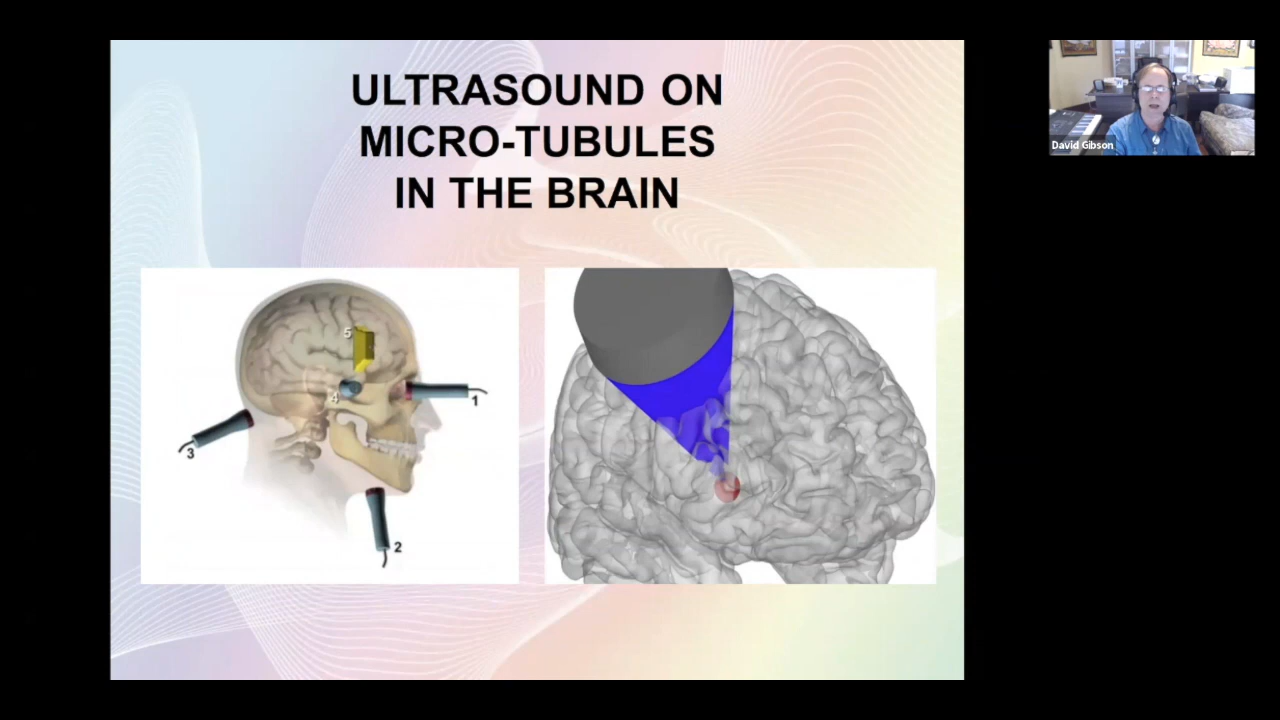 ULTRASOUND ON
MICRO-TUBULES
IN THE BRAIN
5
4
1
3
2
David Gibson